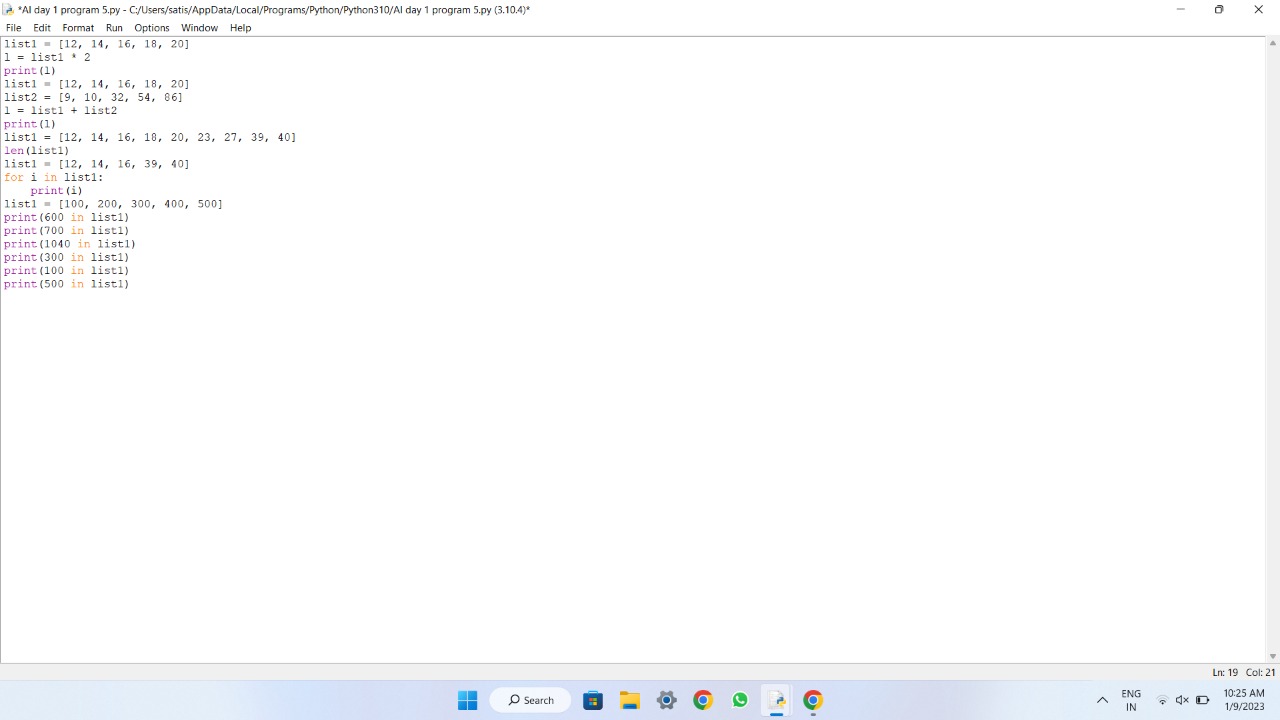 *AI day 1 program 5.py - C:/Users/satis/AppData/Local/Programs/Python/Python310/AI day 1 program 5.py (3.10.4)*
File Edit Format Run Options Window Help
list1 = [12, 14, 16, 18, 20]
l = list1 * 2
print(l)
list1 = [12, 14, 16, 18, 20]
list2 = [9, 10, 32, 54, 86]
l = list1 + list2
print(l)
list1 = [12, 14, 16, 18, 20, 23, 27, 39, 40]
len(list1)
list1 = [12, 14, 16, 39, 40]
for i in list1:
    print(i)
list1 = [100, 200, 300, 400, 500]
print(600 in list1)
print(700 in list1)
print(1040 in list1)
print(300 in list1)
print(100 in list1)
print(500 in list1)
Ln: 19 Col: 21
Search
ENG
IN
10:25 AM
1/9/2023